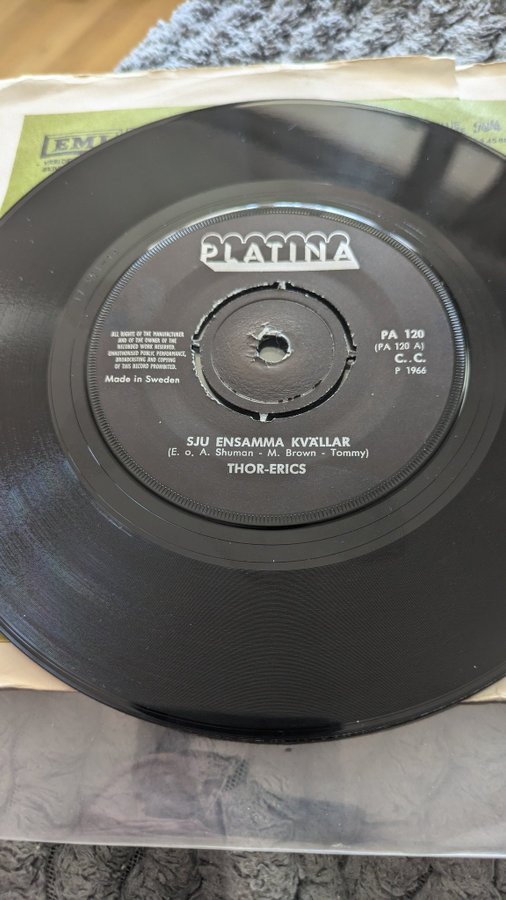 EMI
PLATINA
ALL RIGHTS OF THE MANUFACTURER
AND OF THE OWNER OF THE
RECORDED WORK RESERVED.
UNAUTHORISED PUBLIC PERFORMANCE,
BROADCASTING AND COPYING
OF THIS RECORD PROHIBITED.
Made in Sweden
PA 120
(PA 120 A)
C. C.
P 1966
SJU ENSAMMA KVÄLLAR
(E. o. A. Shuman - M. Brown - Tommy)
THOR-ERICS